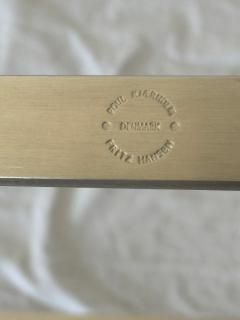 POUL KJÆRHOLM
DENMARK
FRITZ HANSEN